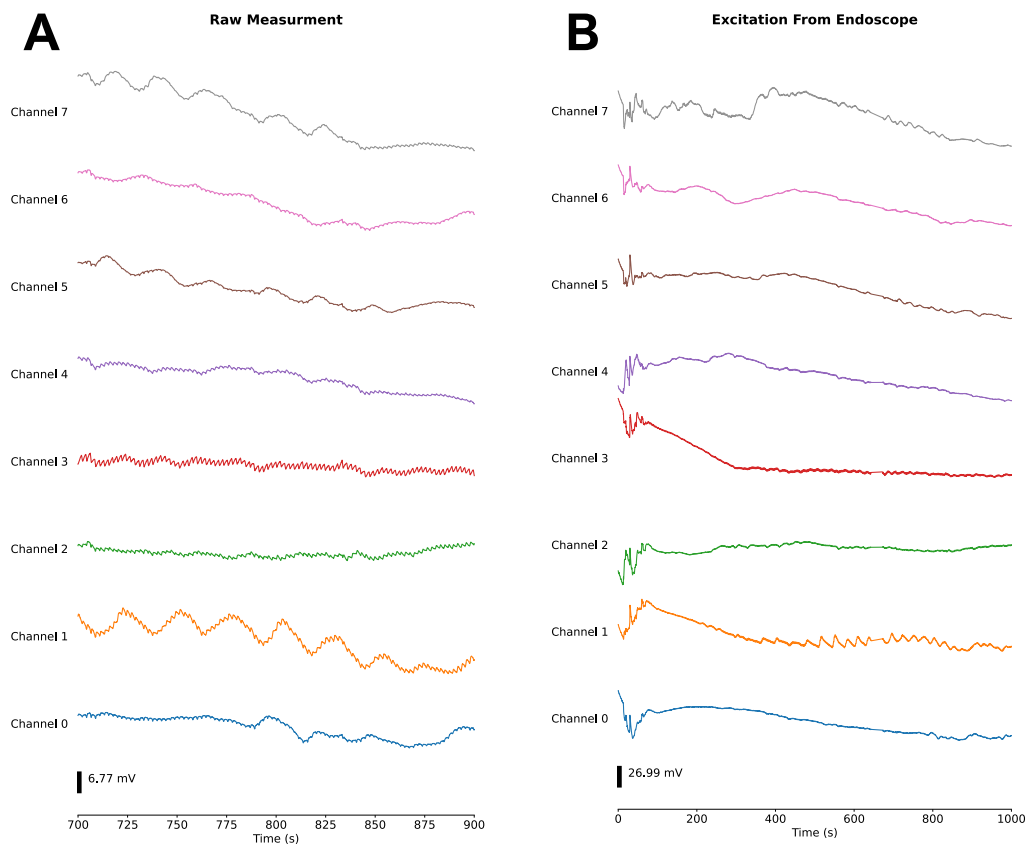 A
Raw Measurment
Channel 7
Channel 6
Channel 5
Channel 4
Channel 3
Channel 2
Channel 1
Channel 0
6.77 mV
700 725 750 775 800 825 850 875 900
Time (s)
B
Excitation From Endoscope
Channel 7
Channel 6
Channel 5
Channel 4
Channel 3
Channel 2
Channel 1
Channel 0
26.99 mV
0 200 400 600 800 1000
Time (s)